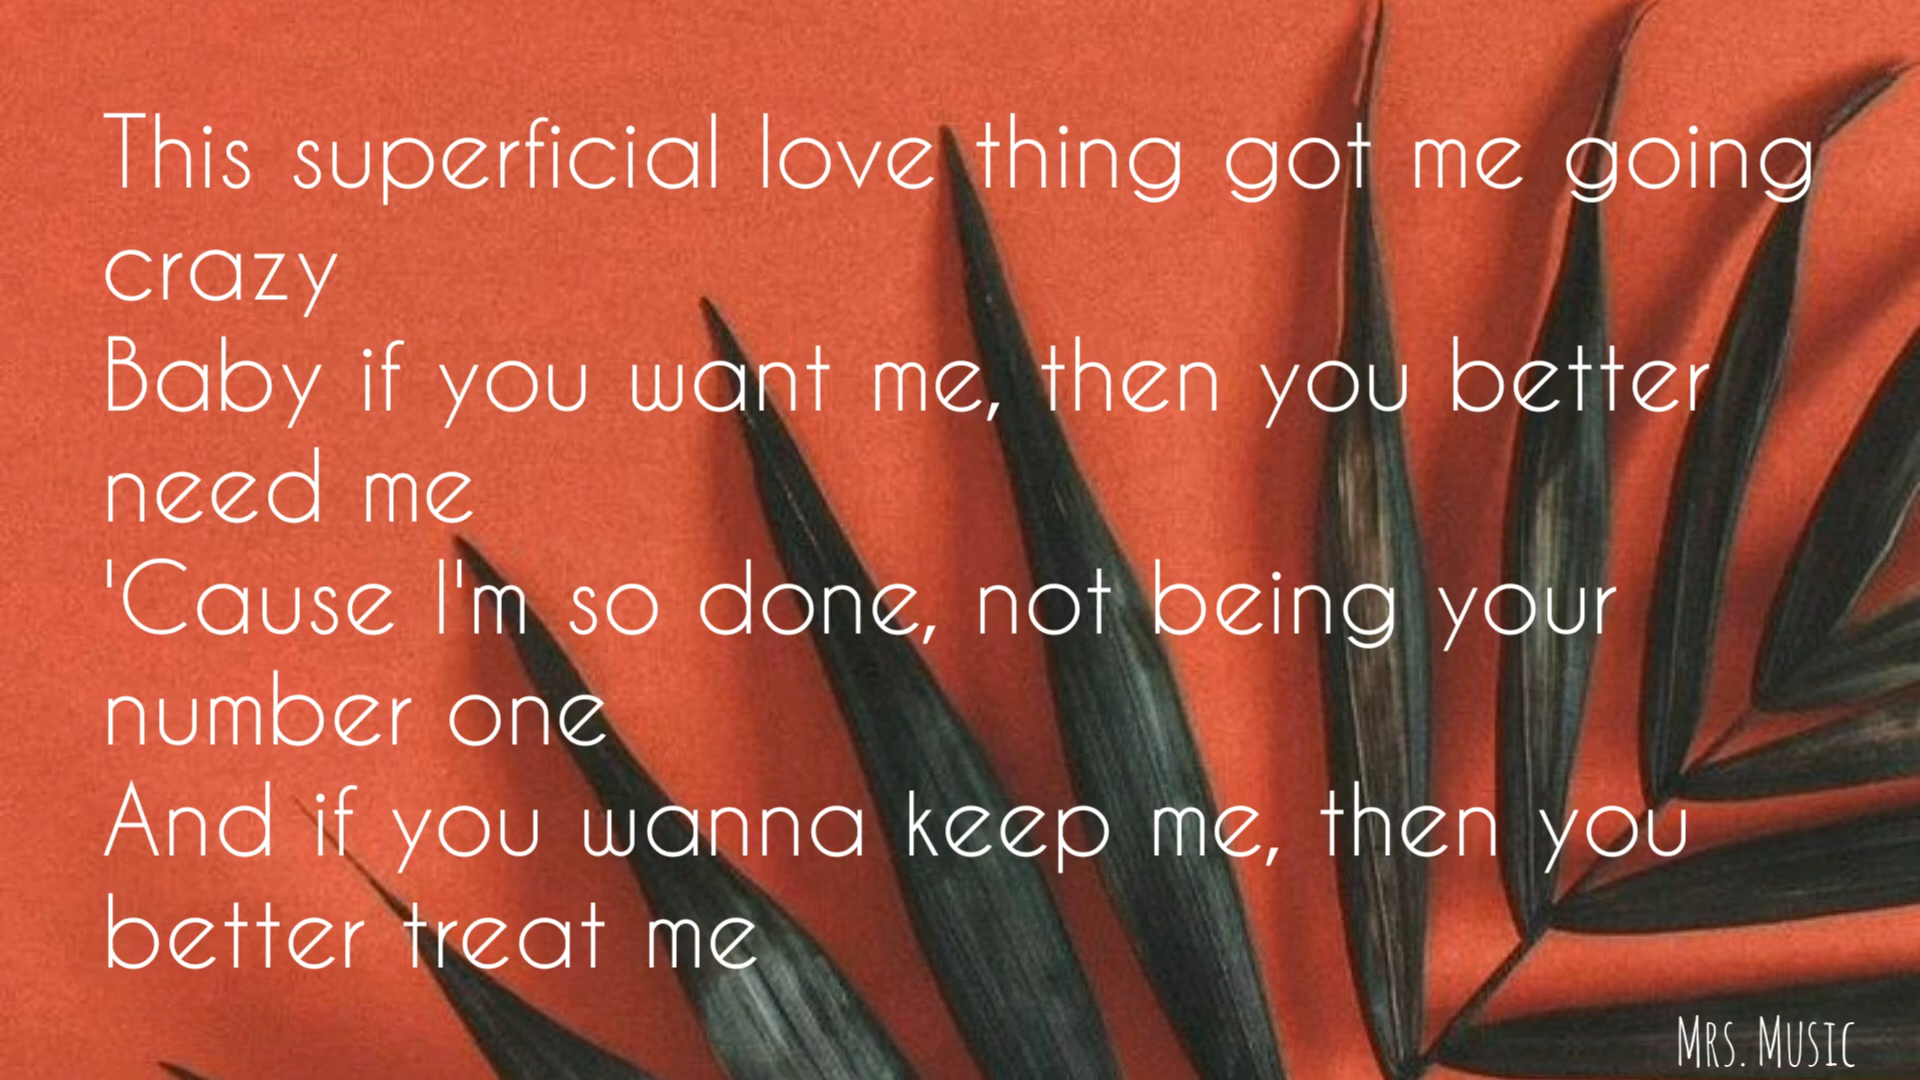 This superficial love thing got me going
crazy
Baby if you want me, then you better
need me
'Cause I'm so done, not being your
number one
And if you wanna keep me, then you
better treat me
Mrs. Music